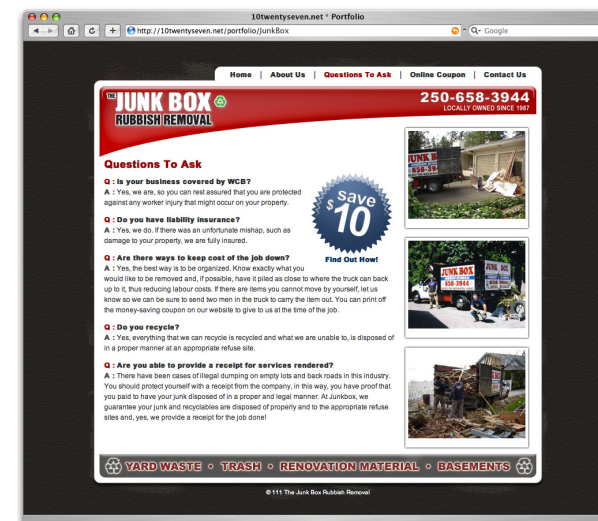 10twentyseven.net * Portfolio
http://10twentyseven.net/portfolio/JunkBox
Google
Home | About Us | Questions To Ask | Online Coupon | Contact Us
THE JUNK BOX
RUBBISH REMOVAL
250-658-3944
LOCALLY OWNED SINCE 1987
Questions To Ask
Q : Is your business covered by WCB?
A : Yes, we are, so you can rest assured that you are protected
against any worker injury that might occur on your property.
Q : Do you have liability insurance?
A : Yes, we do. If there was an unfortunate mishap, such as
damage to your property, we are fully insured.
save
$10
Find Out How!
Q : Are there ways to keep cost of the job down?
A : Yes, the best way is to be organized. Know exactly what you
would like to be removed and, if possible, have it piled as close to where the truck can back
up to it, thus reducing labour costs. If there are items you cannot move by yourself, let us
know so we can be sure to send two men in the truck to carry the item out. You can print off
the money-saving coupon on our website to give to us at the time of the job.
Q : Do you recycle?
A : Yes, everything that we can recycle is recycled and what we are unable to, is disposed of
in a proper manner at an appropriate refuse site.
Q : Are you able to provide a receipt for services rendered?
A : There have been cases of illegal dumping on empty lots and back roads in this industry.
You should protect yourself with a receipt from the company, in this way, you have proof that
you paid to have your junk disposed of in a proper and legal manner. At Junkbox, we
guarantee your junk and recyclables are disposed of properly and to the appropriate refuse
sites and, yes, we provide a receipt for the job done!
JUNK B
658-39
JUNK BOX
658-3944
YARD WASTE • TRASH • RENOVATION MATERIAL • BASEMENTS
© 111 The Junk Box Rubbish Removal